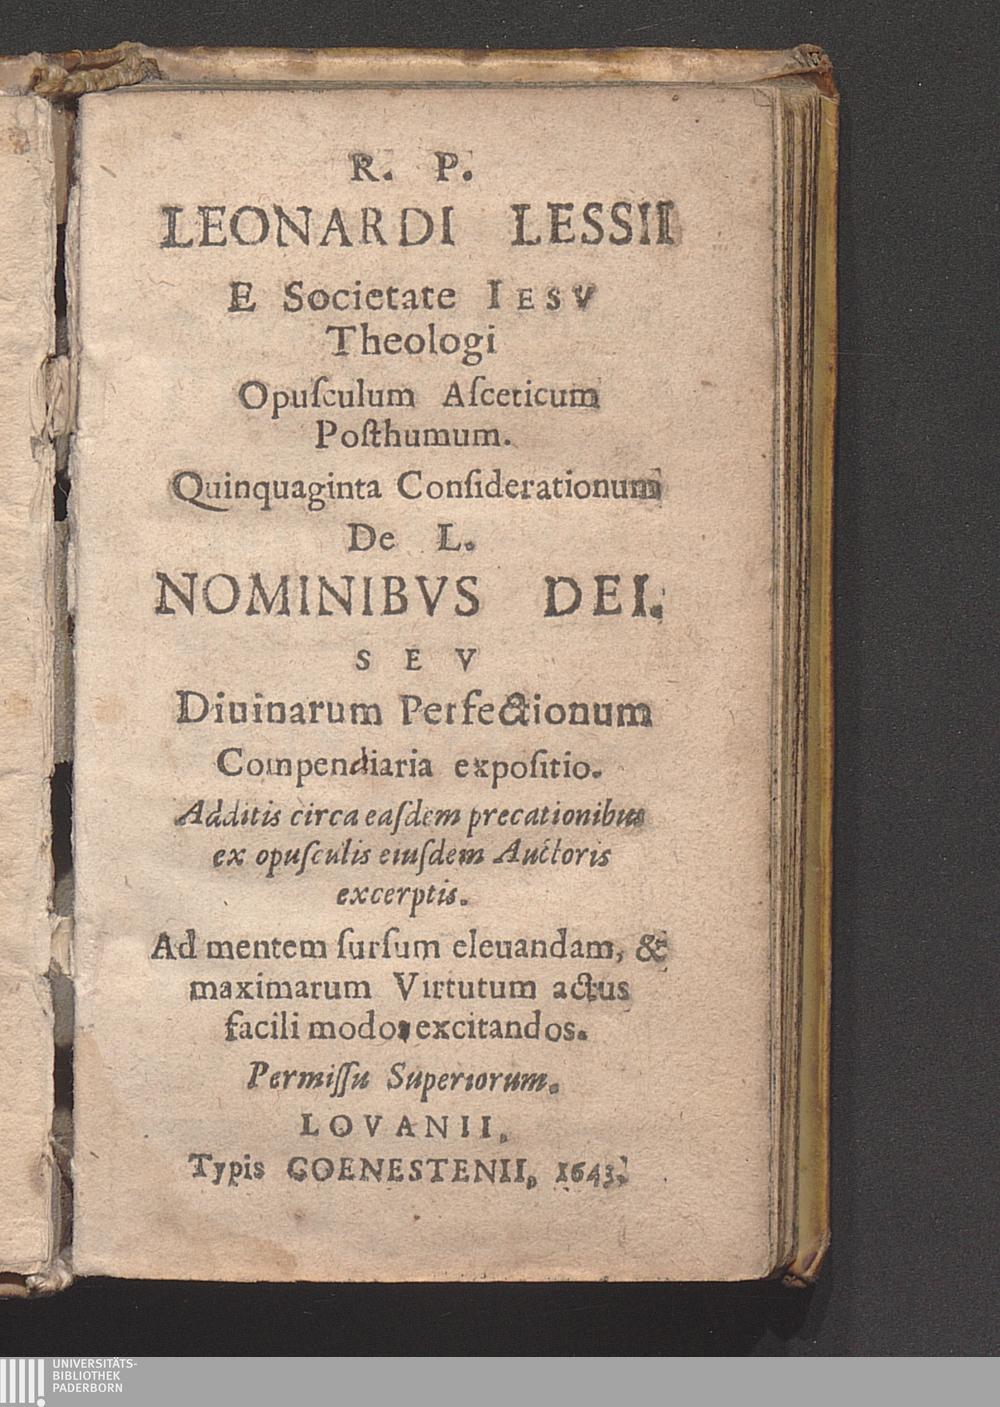 R. P.
LEONARDI LESSII
E Societate IESV
Theologi
Opuſculum Aſceticum
Poſthumum.
Quinquaginta Conſiderationum
De L.
NOMINIBVS DEI.
SEV
Diuinarum Perfectionum
Compendiaria expoſitio.
Additis circa eaſdem precationibus
ex opuſculis eiuſdem Auctoris
excerptis.
Ad mentem ſurſum eleuandam, &
maximarum Virtutum actus
facili modo, excitandos.
Permiſſu Superiorum.
LOVANII,
Typis COENESTENII, 1643.
UNIVERSITÄTS-
BIBLIOTHEK
PADERBORN